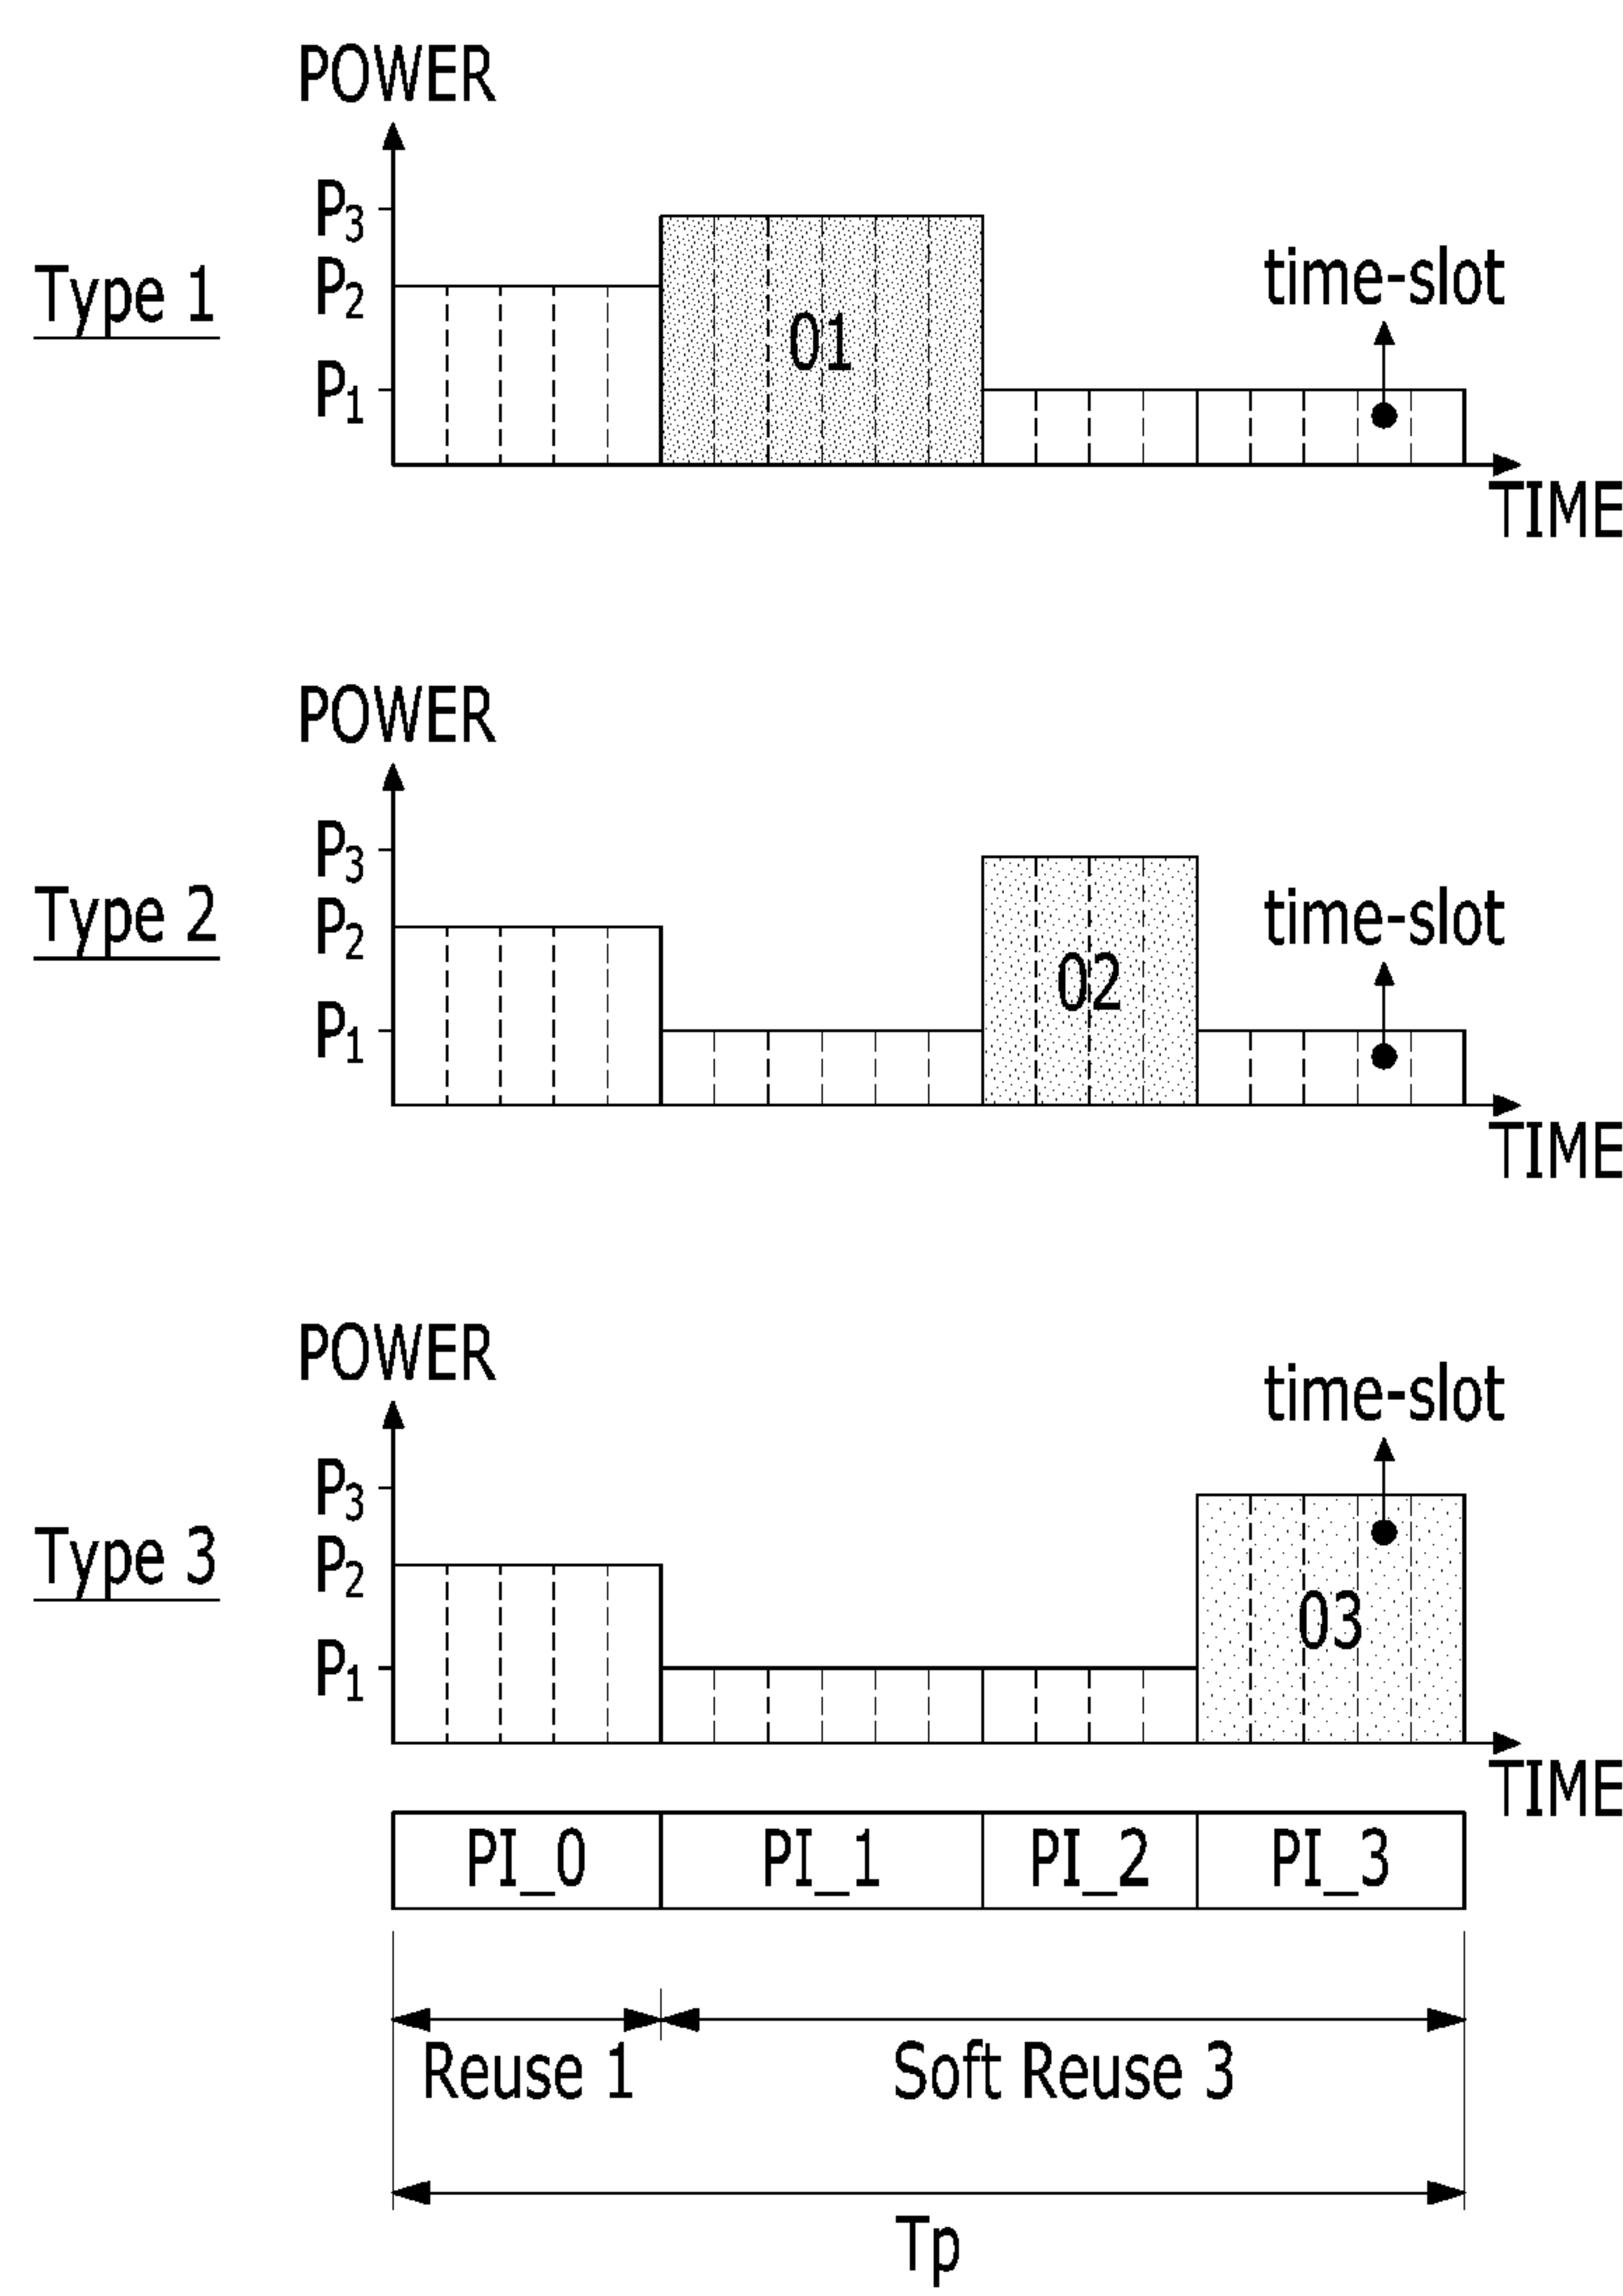 POWER
P3
P2
P1
Type 1
01
time-slot
TIME
POWER
P3
P2
P1
Type 2
02
time-slot
TIME
POWER
P3
P2
P1
Type 3
03
time-slot
TIME
PI_0 PI_1 PI_2 PI_3
Reuse 1 Soft Reuse 3
Tp